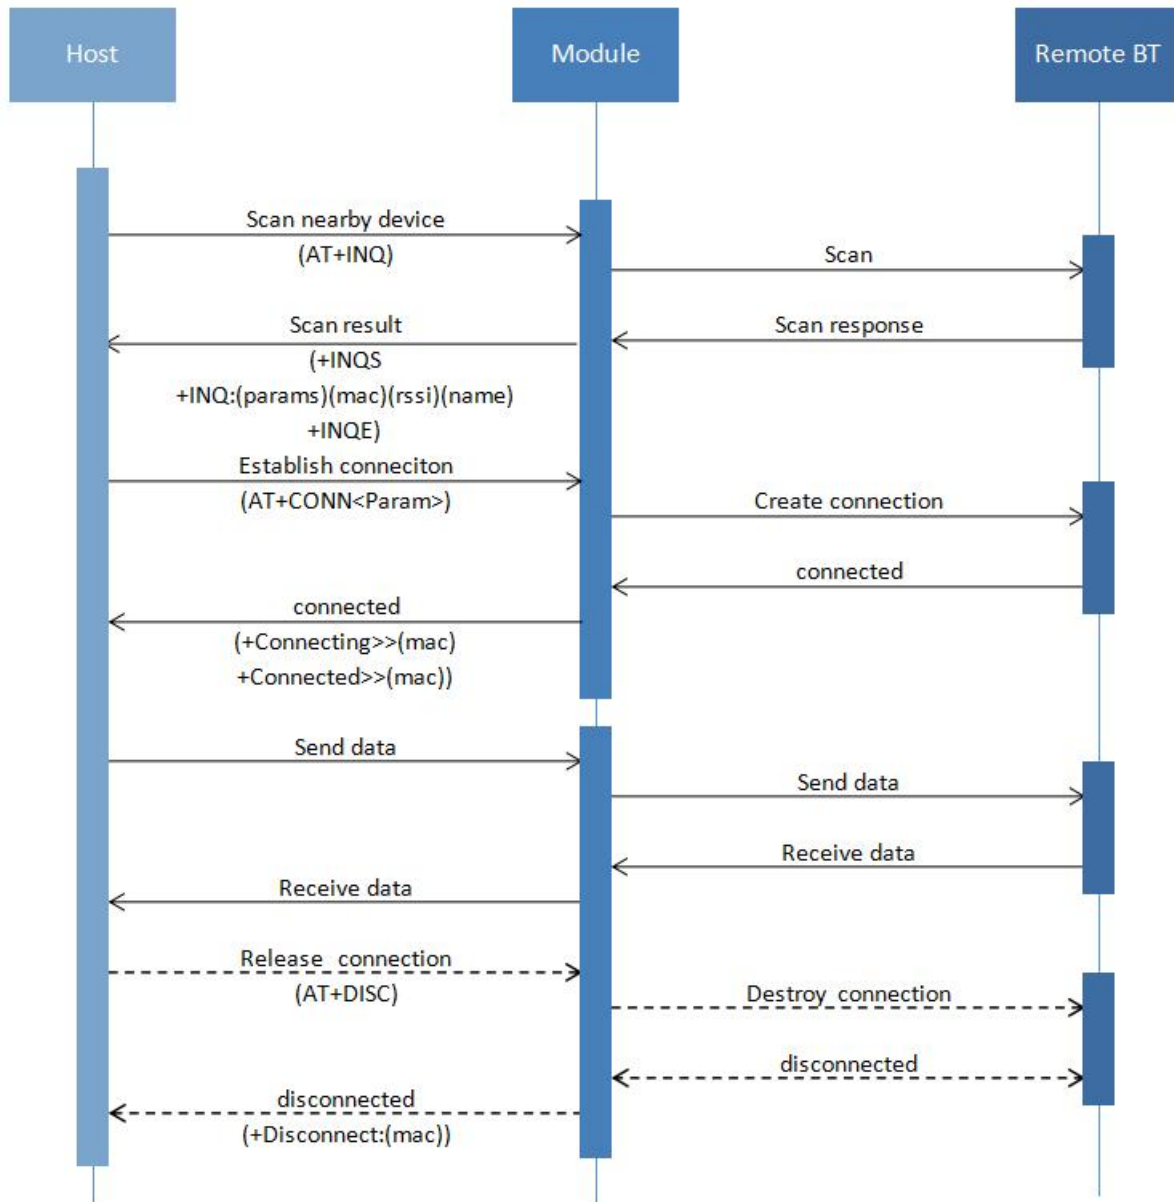 Host
Module
Remote BT
Scan nearby device
(AT+INQ)
Scan
Scan result
Scan response
(+INQS
+INQ:(params)(mac)(rssi)(name)
+INQE)
Establish conneciton
(AT+CONN<Param>)
Create connection
connected
connected
(+Connecting>>(mac)
+Connected>>(mac))
Send data
Send data
Receive data
Receive data
Release connection
(AT+DISC)
Destroy connection
disconnected
disconnected
(+Disconnect:(mac))